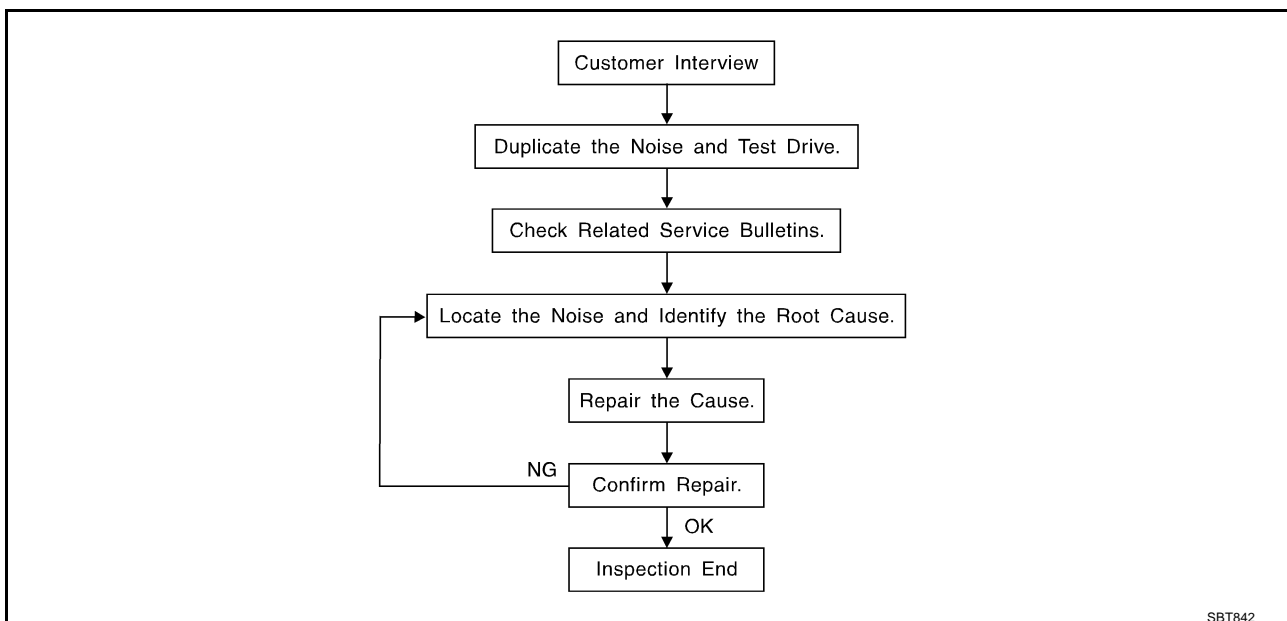 Customer Interview
Duplicate the Noise and Test Drive.
Check Related Service Bulletins.
Locate the Noise and Identify the Root Cause.
Repair the Cause.
NG
Confirm Repair.
OK
Inspection End
SBT842